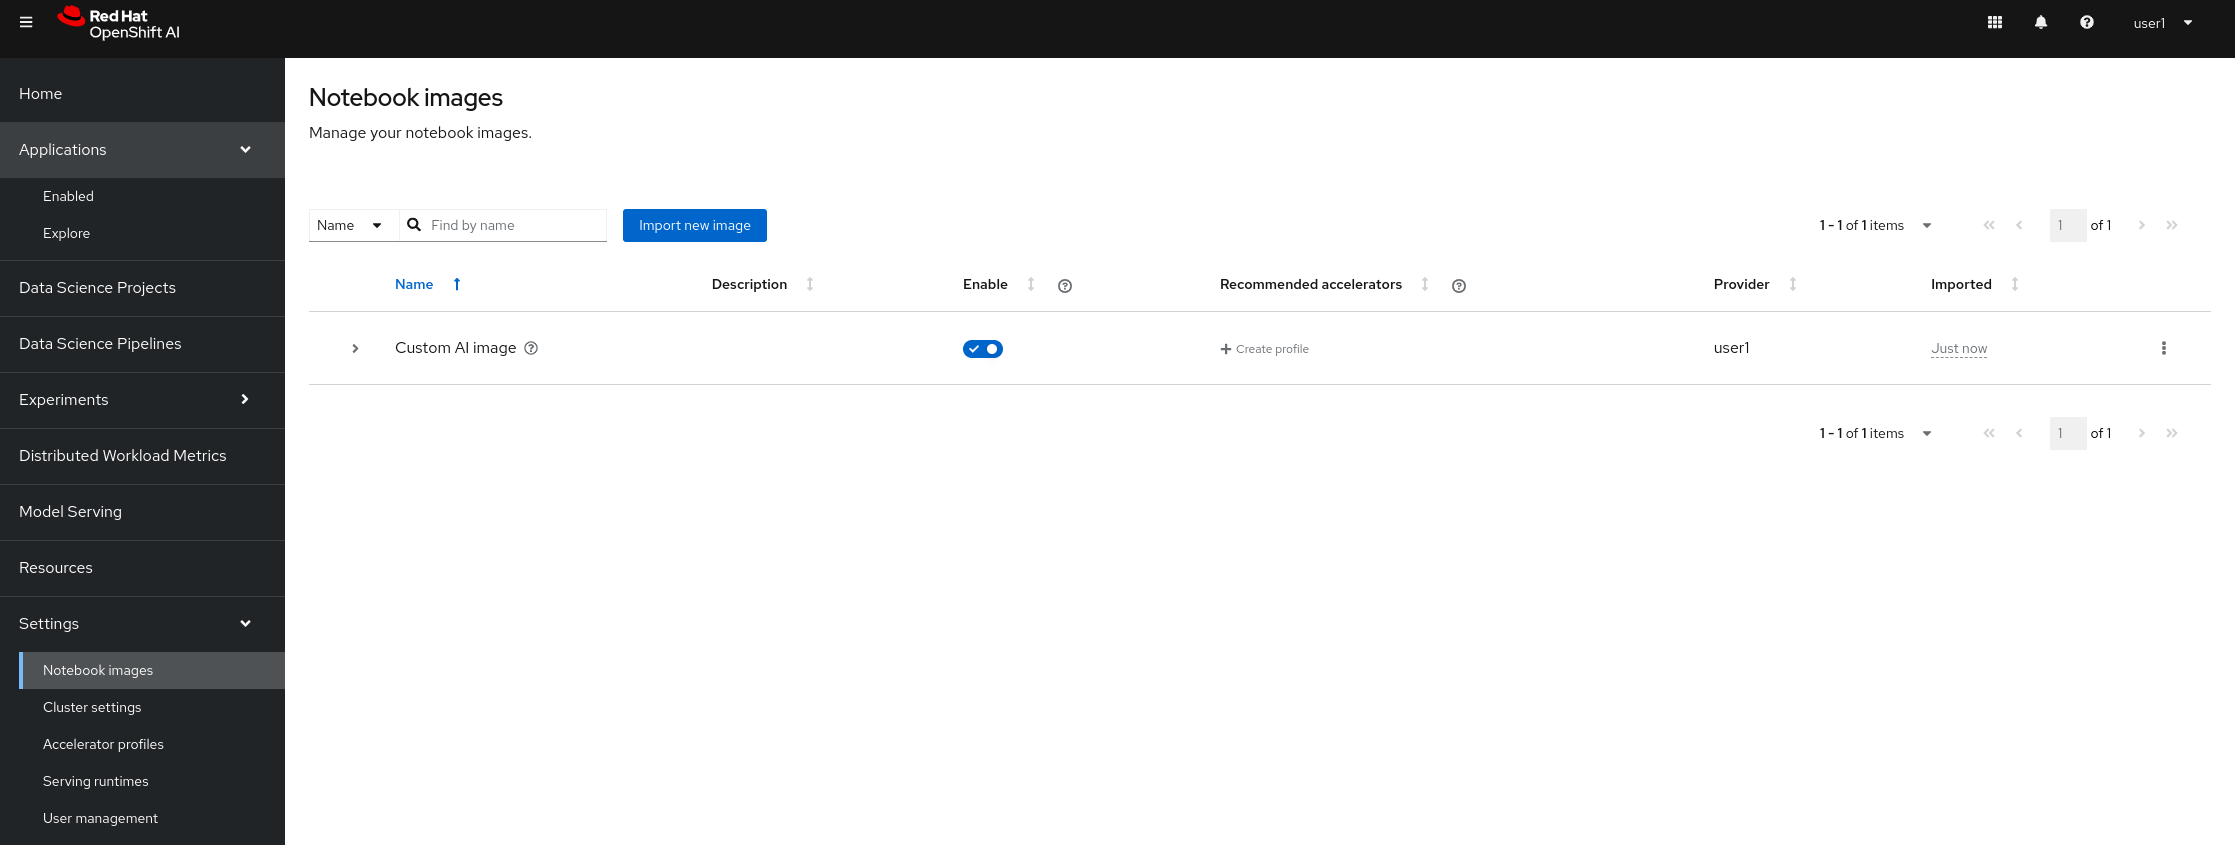 Red Hat
OpenShift AI
user1
Home
Applications
Enabled
Explore
Data Science Projects
Data Science Pipelines
Experiments
Distributed Workload Metrics
Model Serving
Resources
Settings
Notebook images
Cluster settings
Accelerator profiles
Serving runtimes
User management
Notebook images
Manage your notebook images.
Name Find by name Import new image 1 - 1 of 1 items 1 of 1
Name Description Enable Recommended accelerators Provider Imported
Custom AI image Create profile user1 Just now
1 - 1 of 1 items 1 of 1